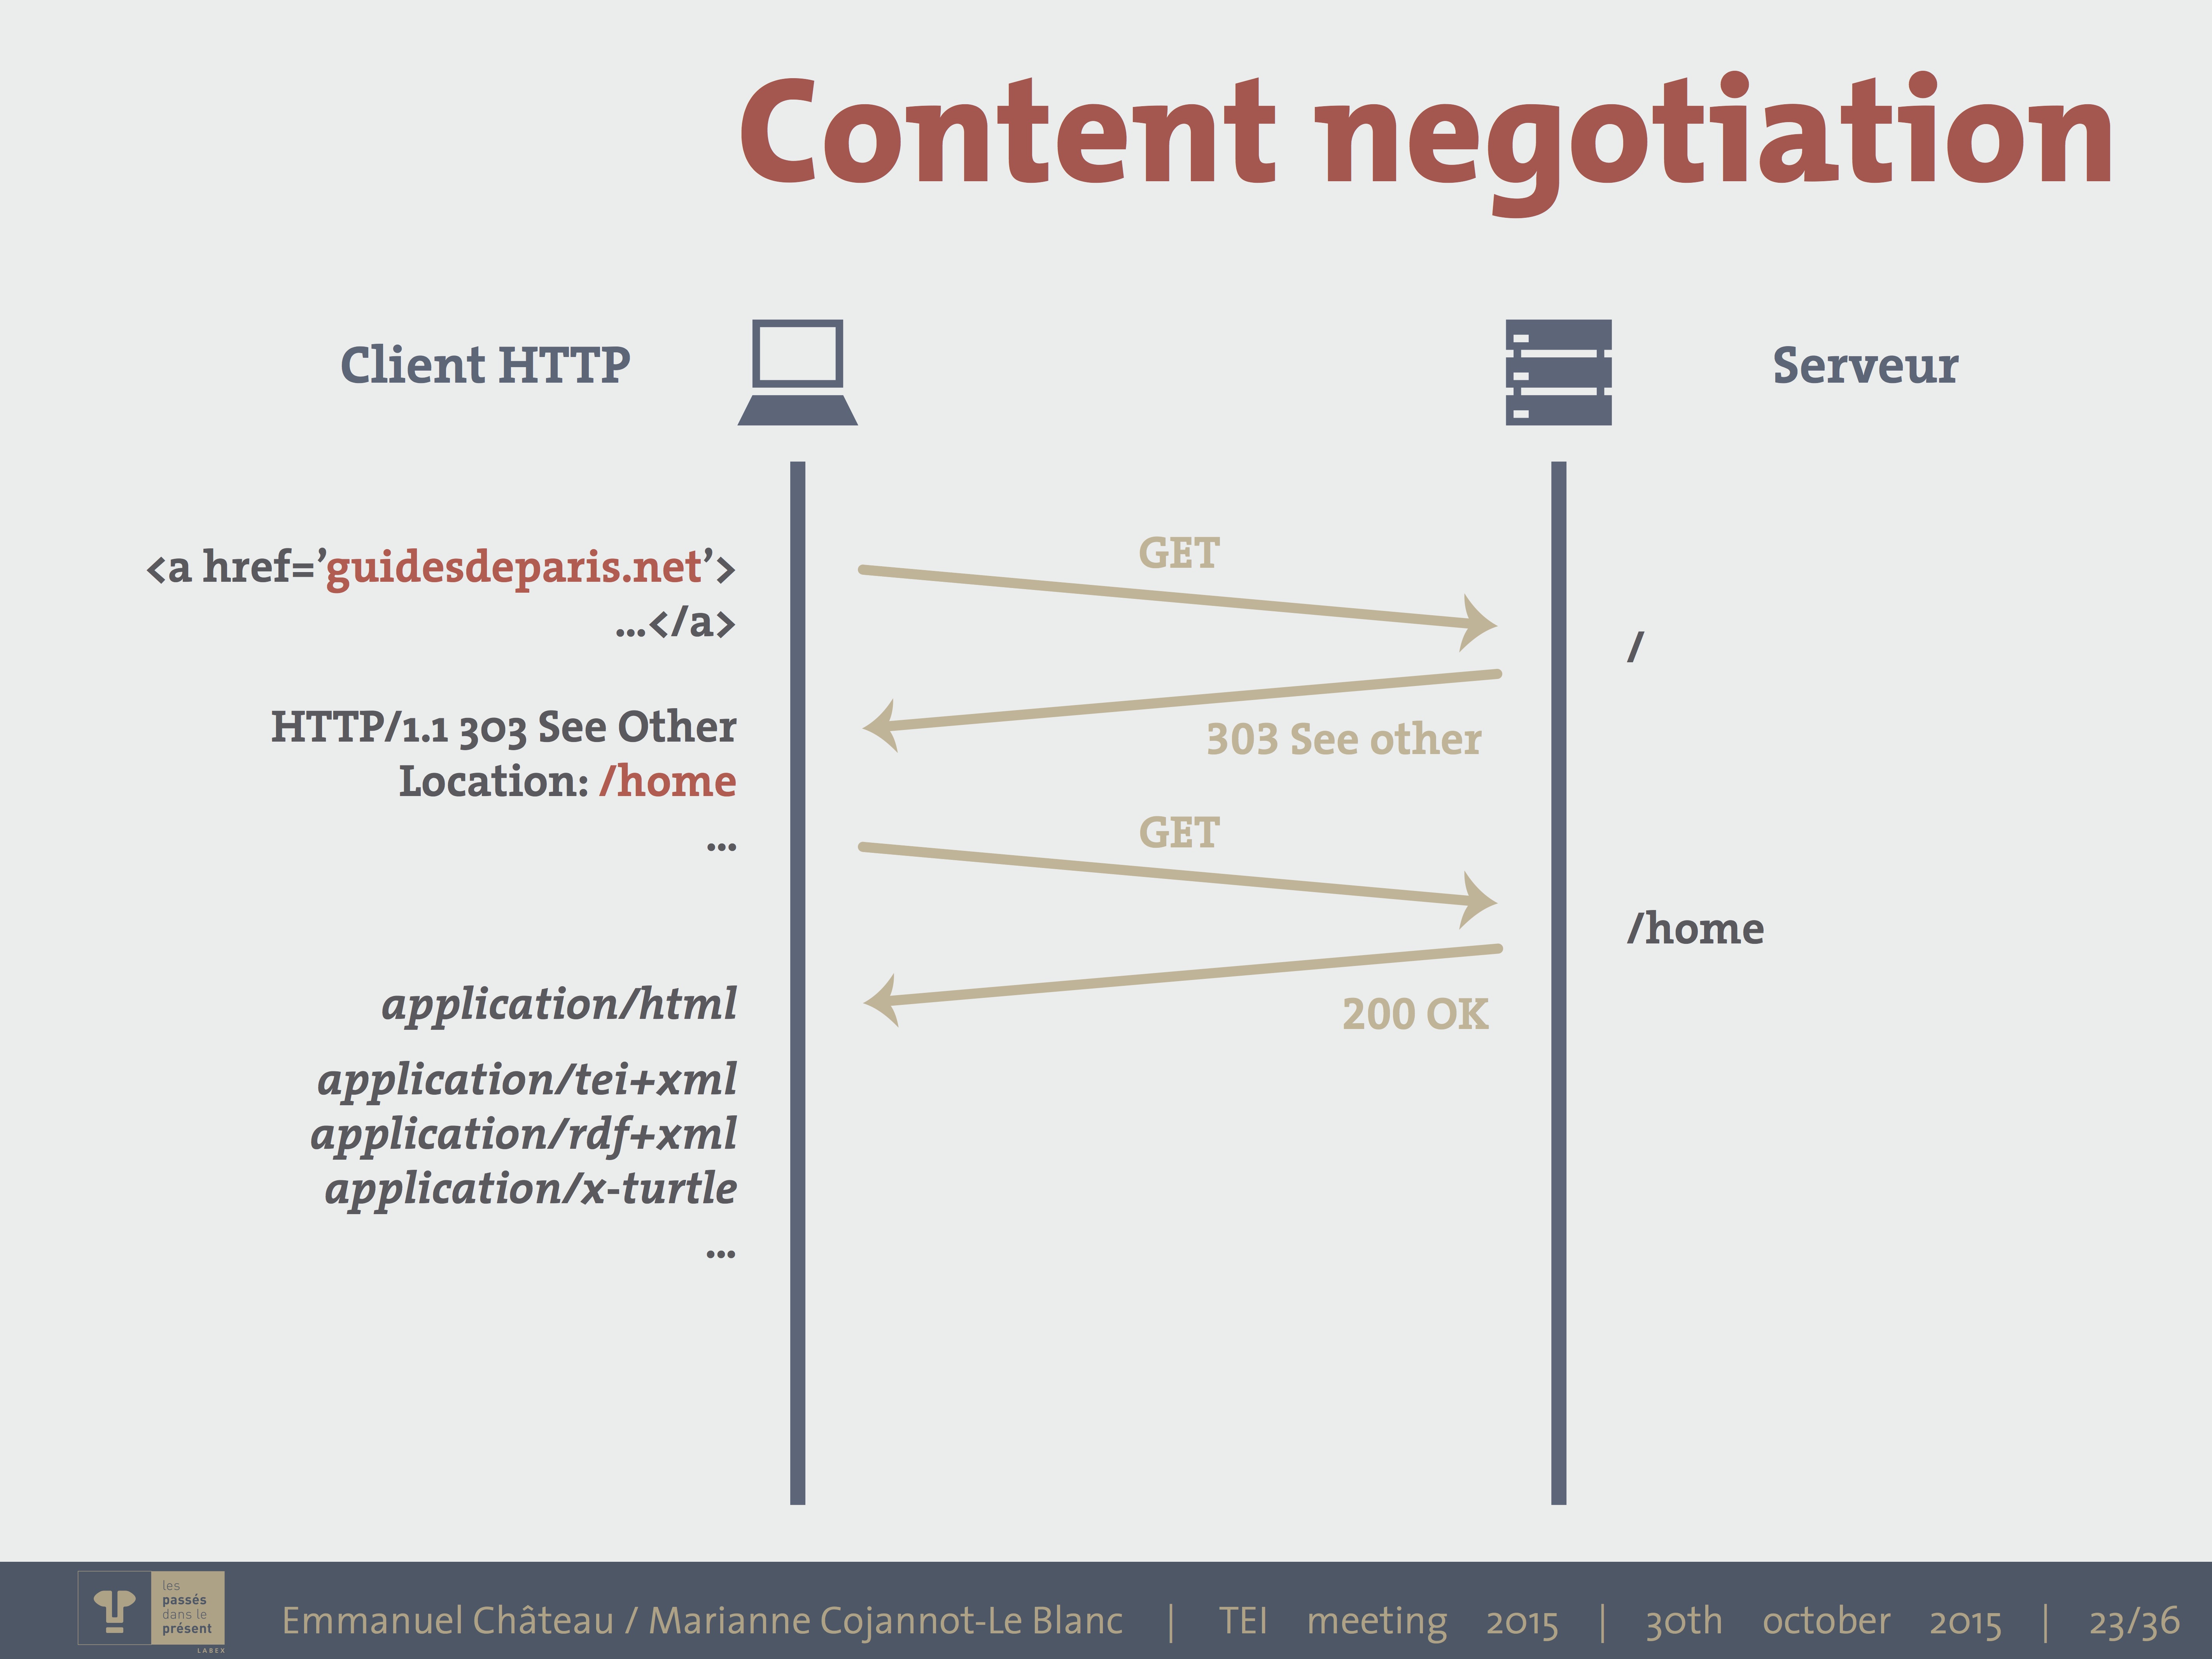 Content negotiation
Client HTTP
Serveur
<a href=’guidesdeparis.net’>
...</a>
GET
/
HTTP/1.1 303 See Other
Location: /home
...
303 See other
GET
/home
application/html
200 OK
application/tei+xml
application/rdf+xml
application/x-turtle
...
les
passés
dans le
présent
LABEX
Emmanuel Château / Marianne Cojannot-Le Blanc | TEI meeting 2015 | 30th october 2015 | 23/36